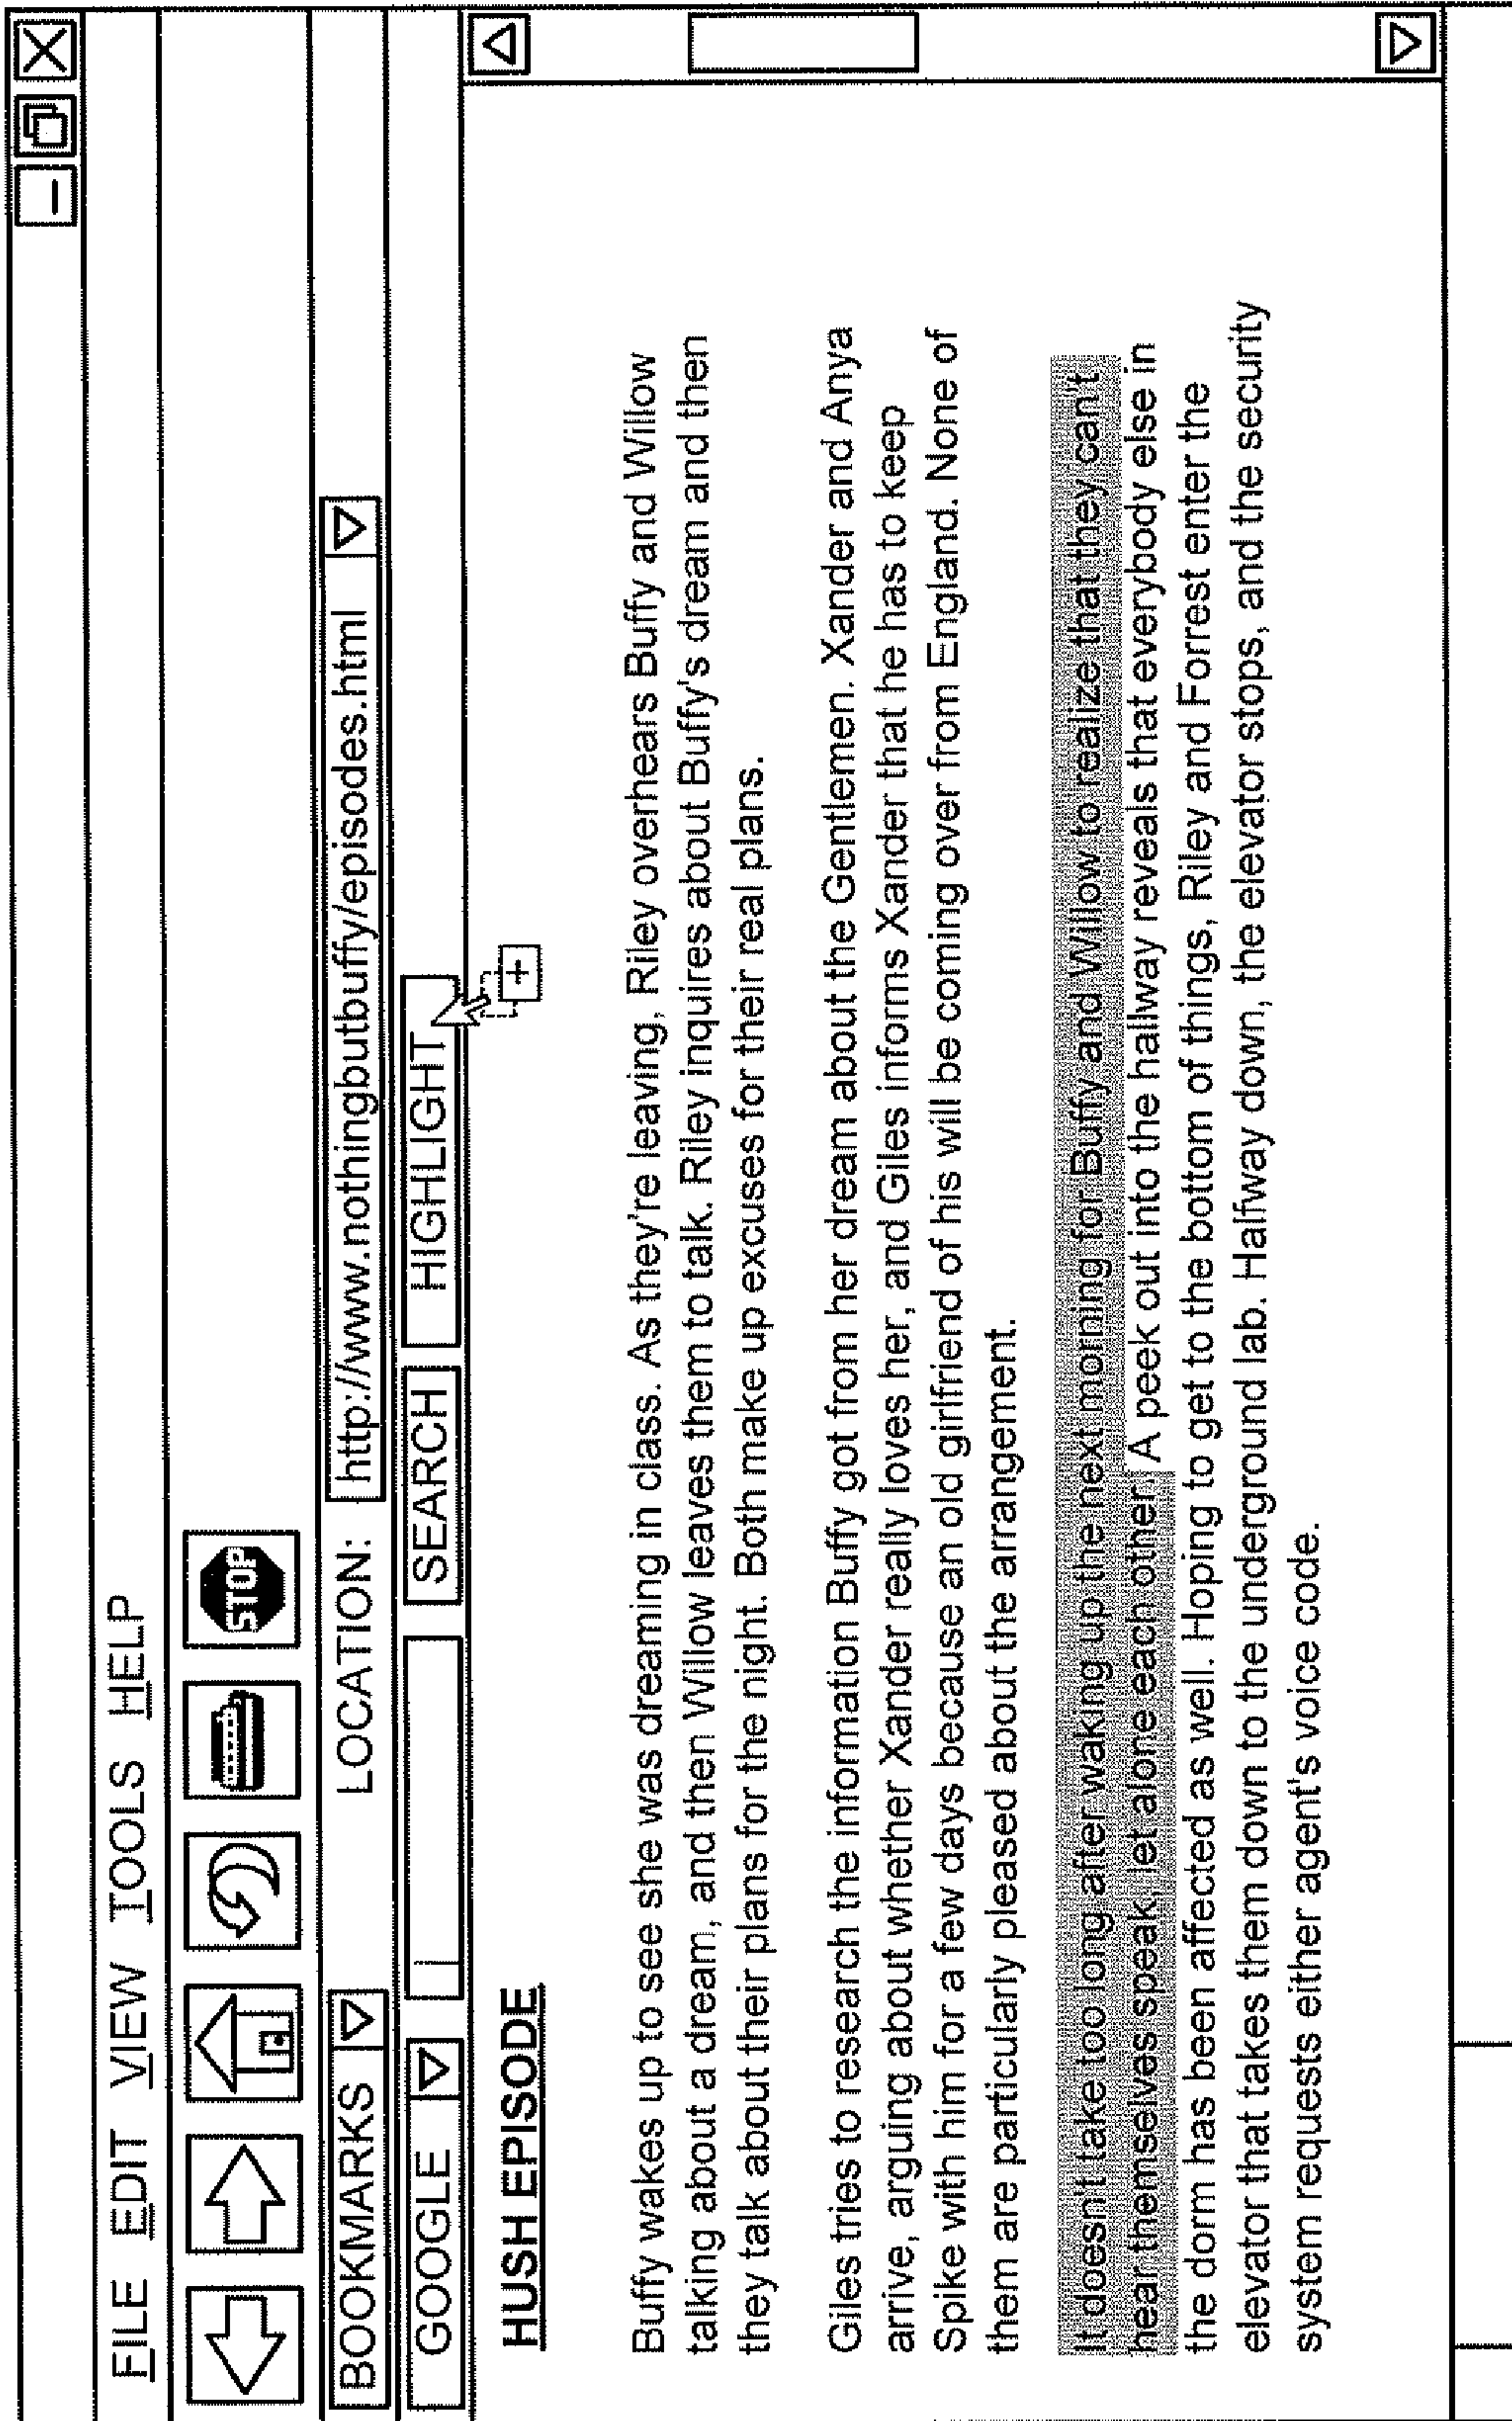 FILE EDIT VIEW TOOLS HELP
STOP
BOOKMARKS LOCATION: http://www.nothingbutbuffy/episodes.html
GOOGLE SEARCH HIGHLIGHT
HUSH EPISODE
Buffy wakes up to see she was dreaming in class. As they're leaving, Riley overhears Buffy and Willow
talking about a dream, and then Willow leaves them to talk. Riley inquires about Buffy's dream and then
they talk about their plans for the night. Both make up excuses for their real plans.
Giles tries to research the information Buffy got from her dream about the Gentlemen. Xander and Anya
arrive, arguing about whether Xander really loves her, and Giles informs Xander that he has to keep
Spike with him for a few days because an old girlfriend of his will be coming over from England. None of
them are particularly pleased about the arrangement.
It doesn't take too long after waking up the next morning for Buffy and Willow to realize that they can't
hear themselves speak, let alone each other. A peek out into the hallway reveals that everybody else in
the dorm has been affected as well. Hoping to get to the bottom of things, Riley and Forrest enter the
elevator that takes them down to the underground lab. Halfway down, the elevator stops, and the security
system requests either agent's voice code.